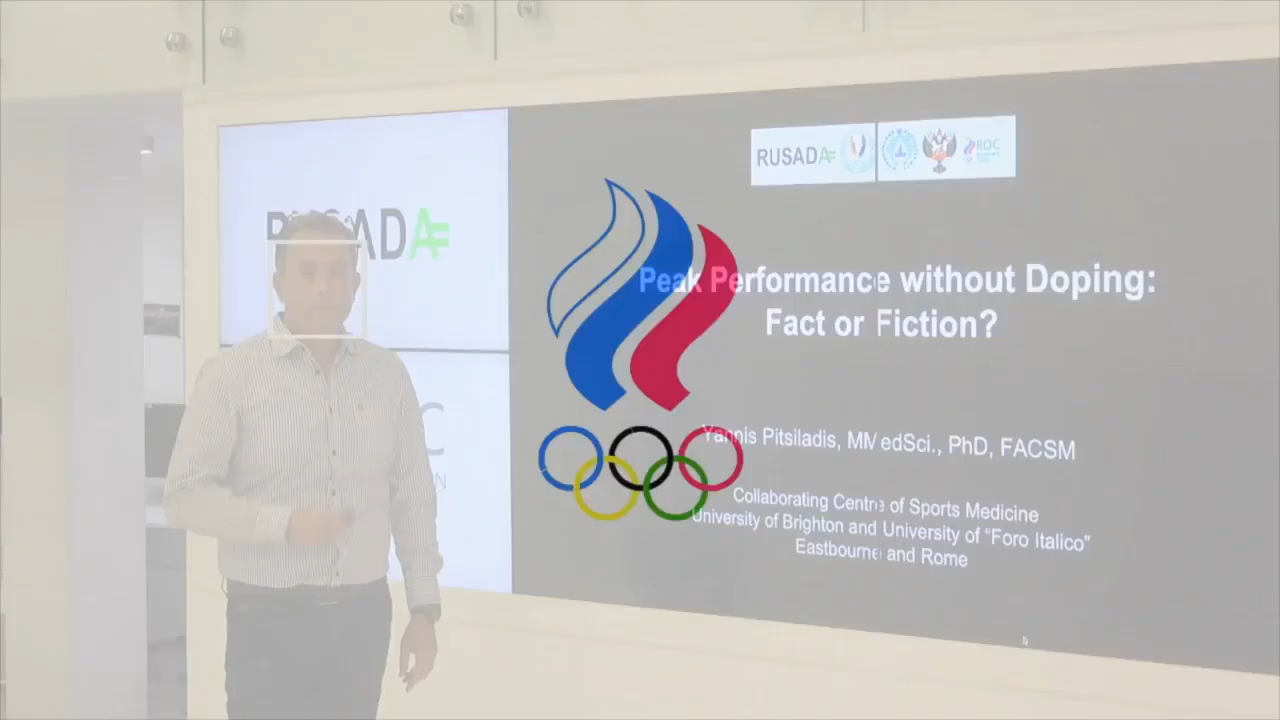 RUSADA
RUSADA
ROC
Peak Performance without Doping:
Fact or Fiction?
Yannis Pitsiladis, MMedSci., PhD, FACSM
Collaborating Centre of Sports Medicine
University of Brighton and University of “Foro Italico”
Eastbourne and Rome
C
N